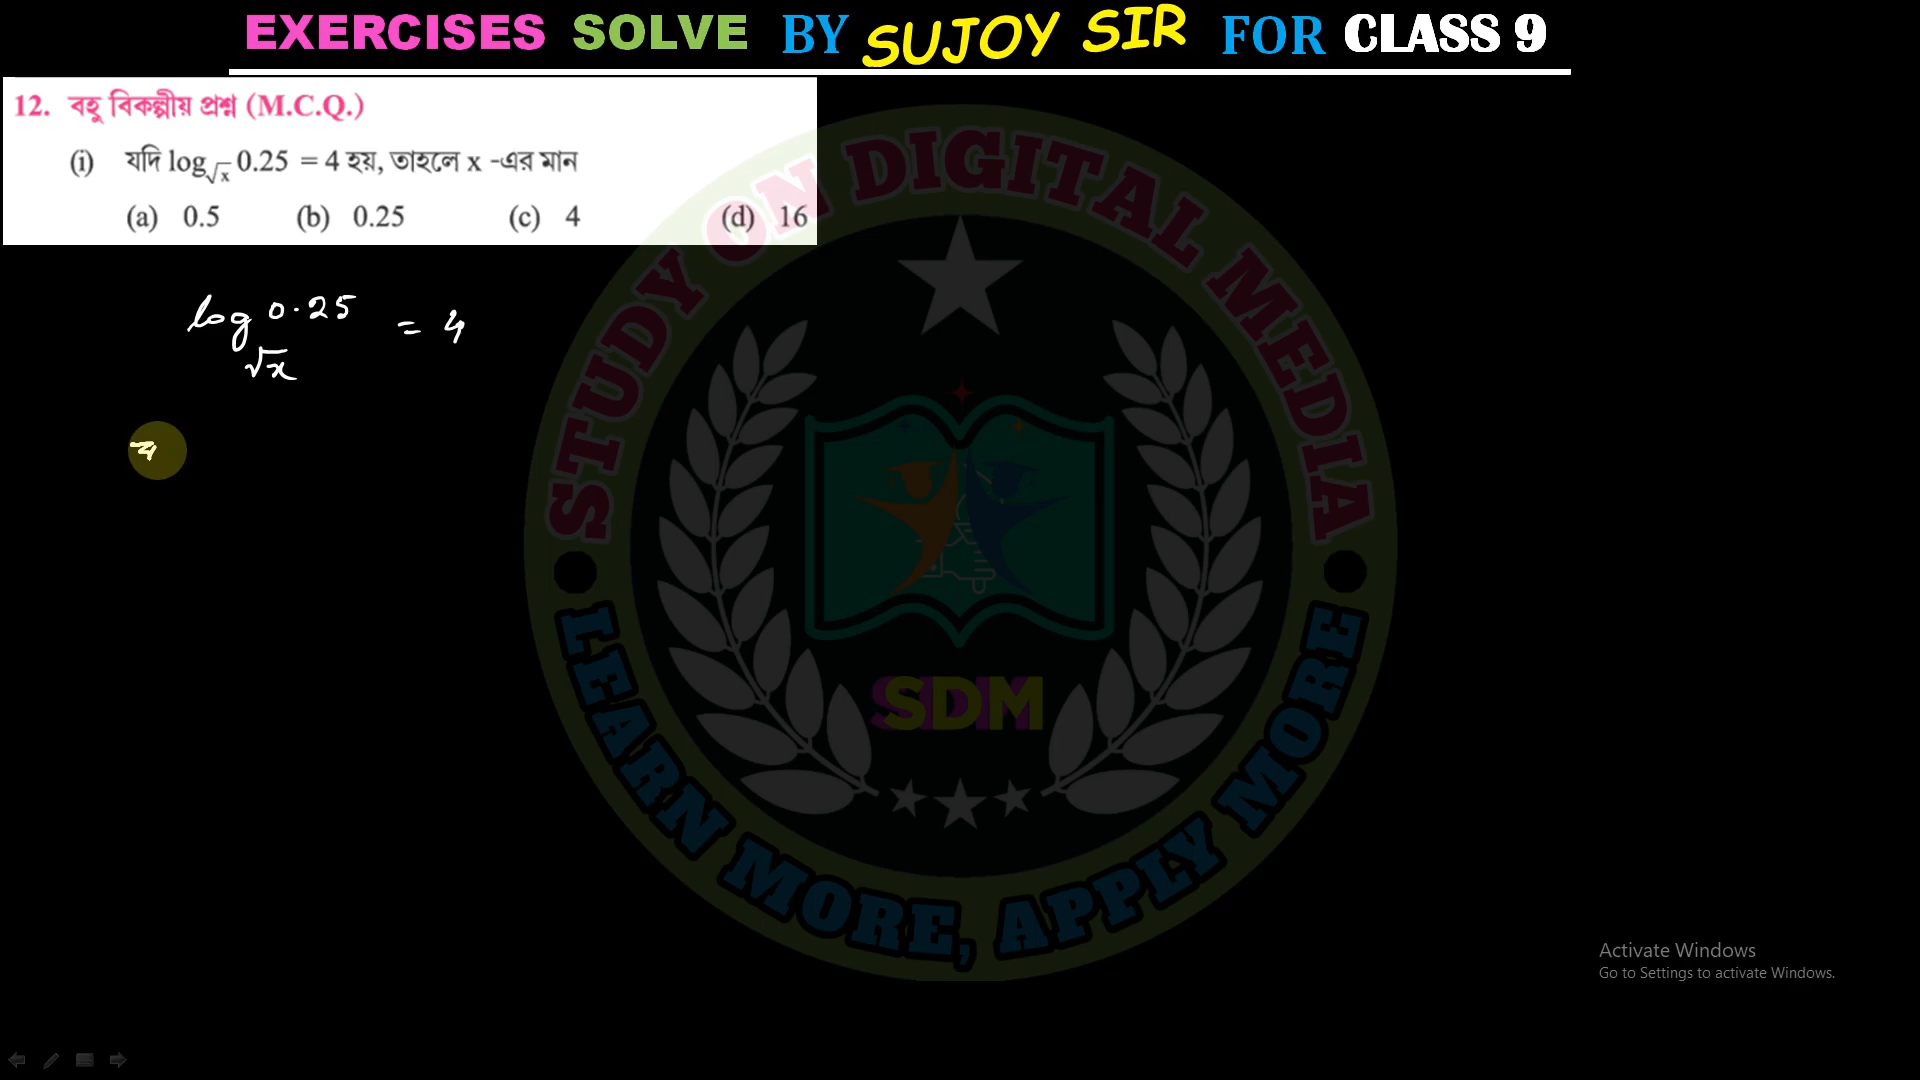 EXERCISES SOLVE BY SUJOY SIR FOR CLASS 9
12. বহু বিকল্পীয় প্রশ্ন (M.C.Q.)
(i) যদি log√x 0.25 = 4 হয়, তাহলে x -এর মান
(a) 0.5 (b) 0.25 (c) 4 (d) 16
log√x 0.25 = 4
STUDY ON DIGITAL MEDIA
SDM
LEARN MORE, APPLY MORE
Activate Windows
Go to Settings to activate Windows.